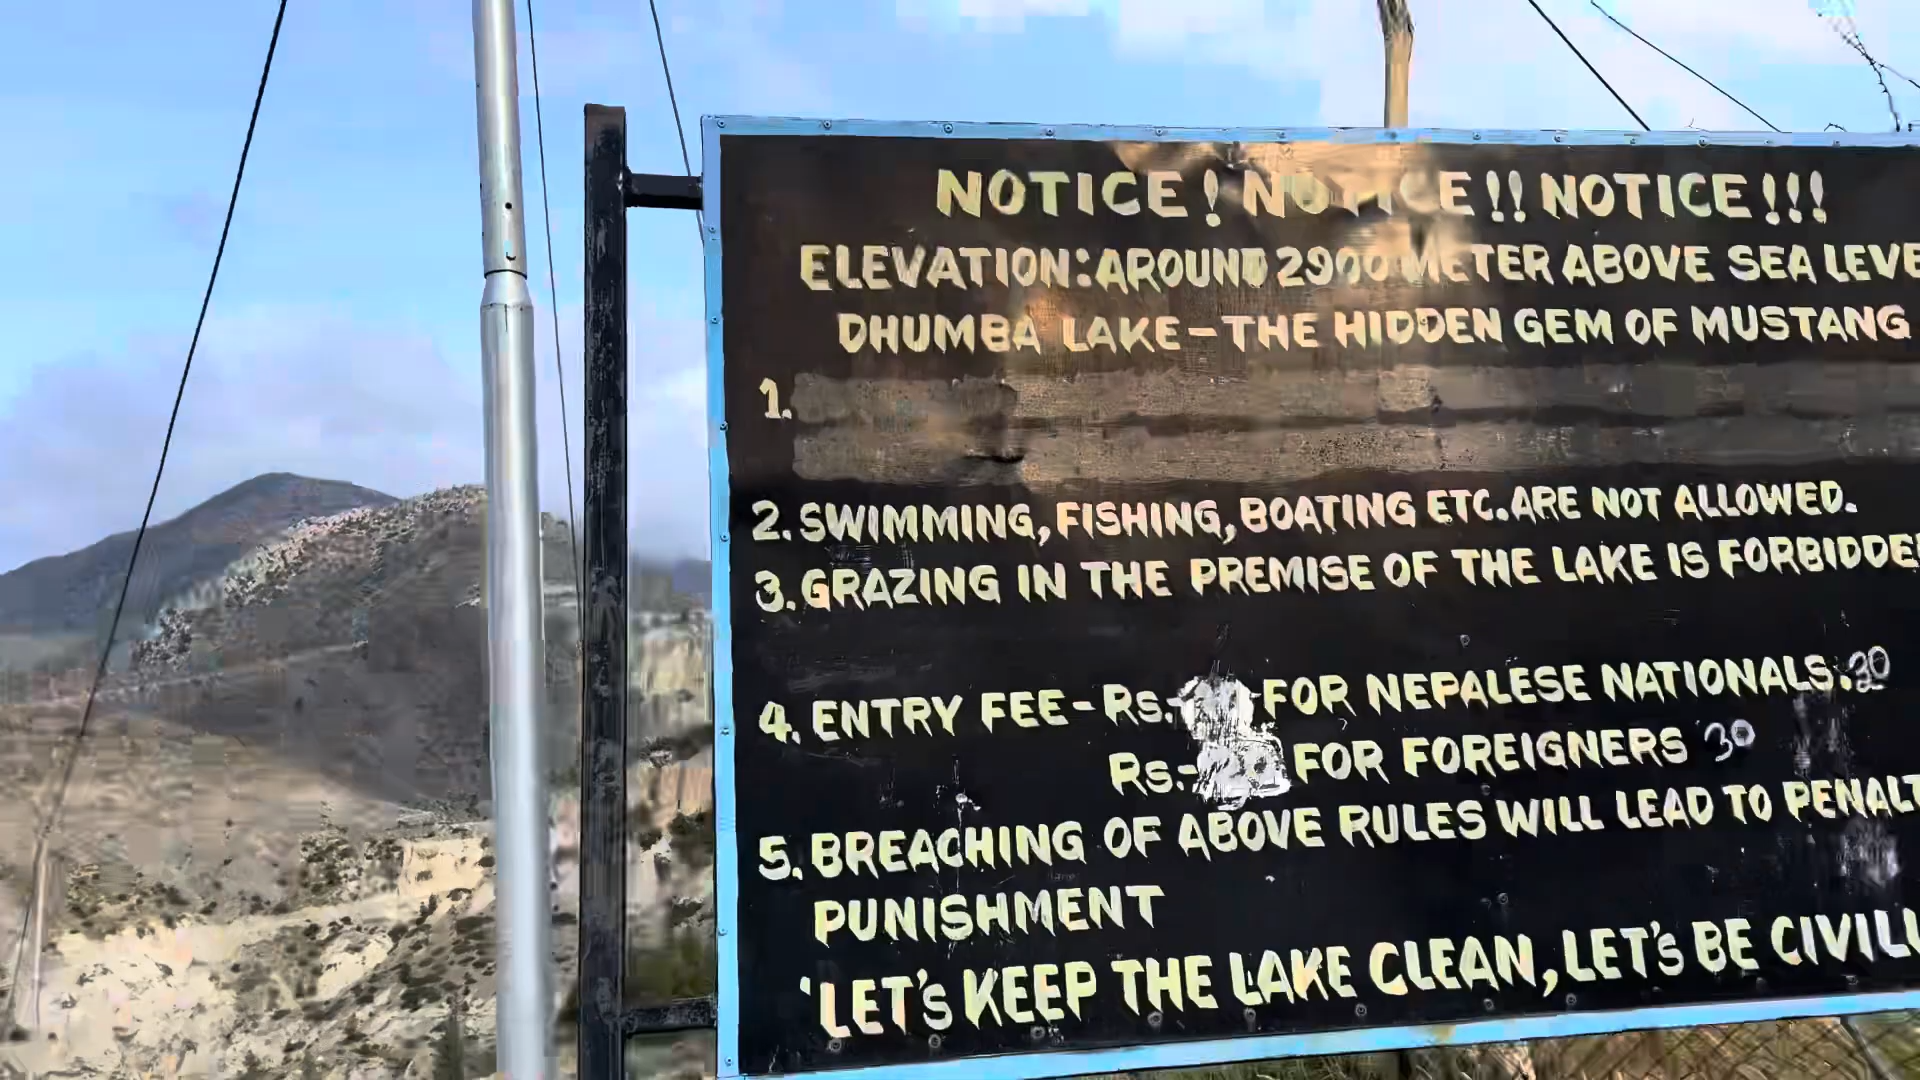 NOTICE! NOTICE!! NOTICE!!!
ELEVATION: AROUND 2900 METER ABOVE SEA LEVE
DHUMBA LAKE – THE HIDDEN GEM OF MUSTANG
1.
2. SWIMMING, FISHING, BOATING ETC. ARE NOT ALLOWED.
3. GRAZING IN THE PREMISE OF THE LAKE IS FORBIDDE
4. ENTRY FEE – Rs.- FOR NEPALESE NATIONALS.
Rs.- FOR FOREIGNERS 30
5. BREACHING OF ABOVE RULES WILL LEAD TO PENALT
PUNISHMENT
'LET's KEEP THE LAKE CLEAN, LET's BE CIVILI